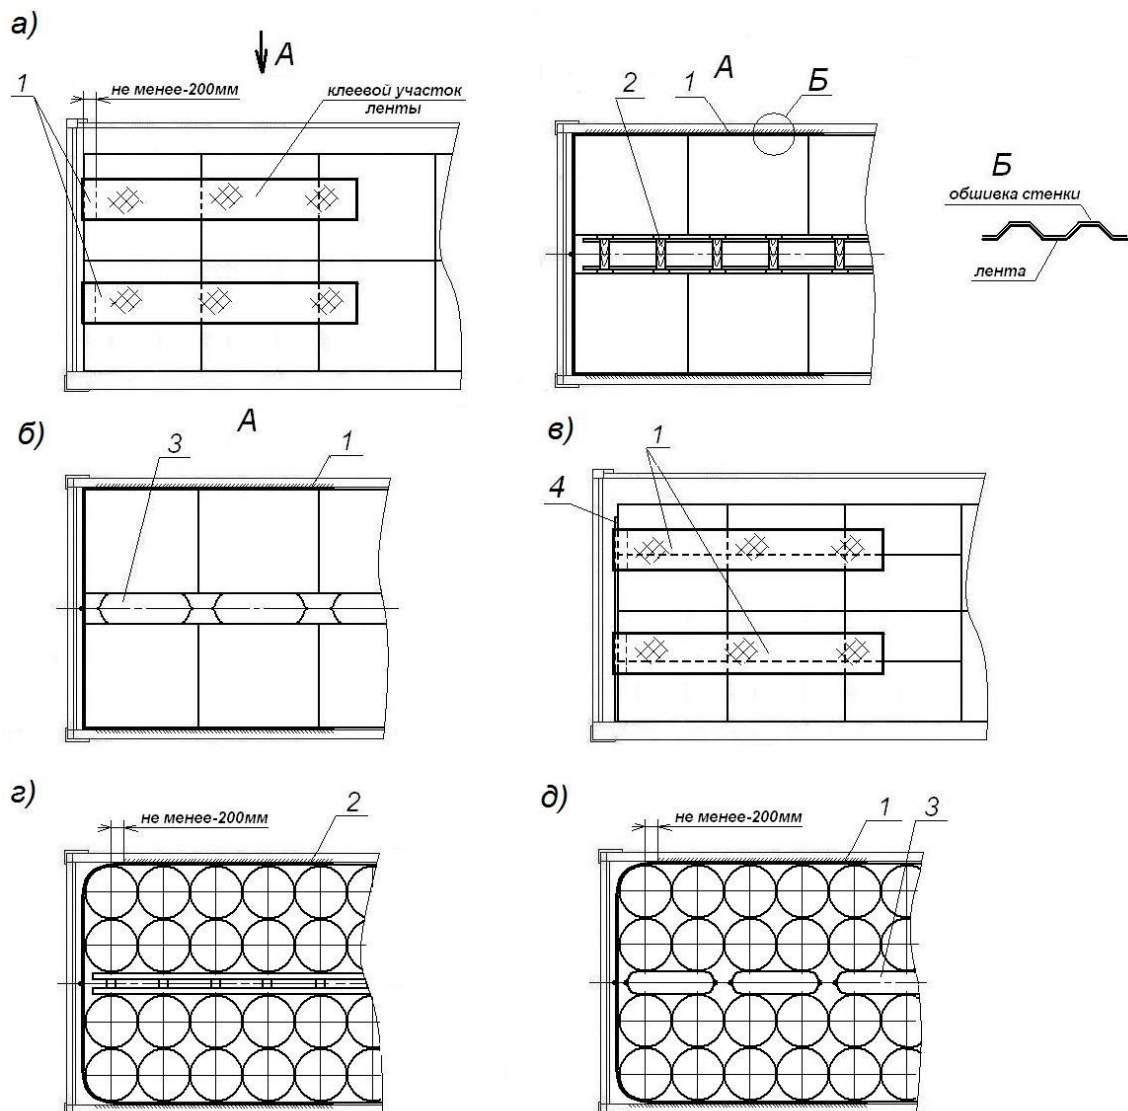 а)
А
1
не менее-200мм
клеевой участок
ленты
А
2
1
Б
Б
обшивка стенки
лента
б)
А
3
1
в)
1
4
г)
не менее-200мм
2
д)
не менее-200мм
1
3